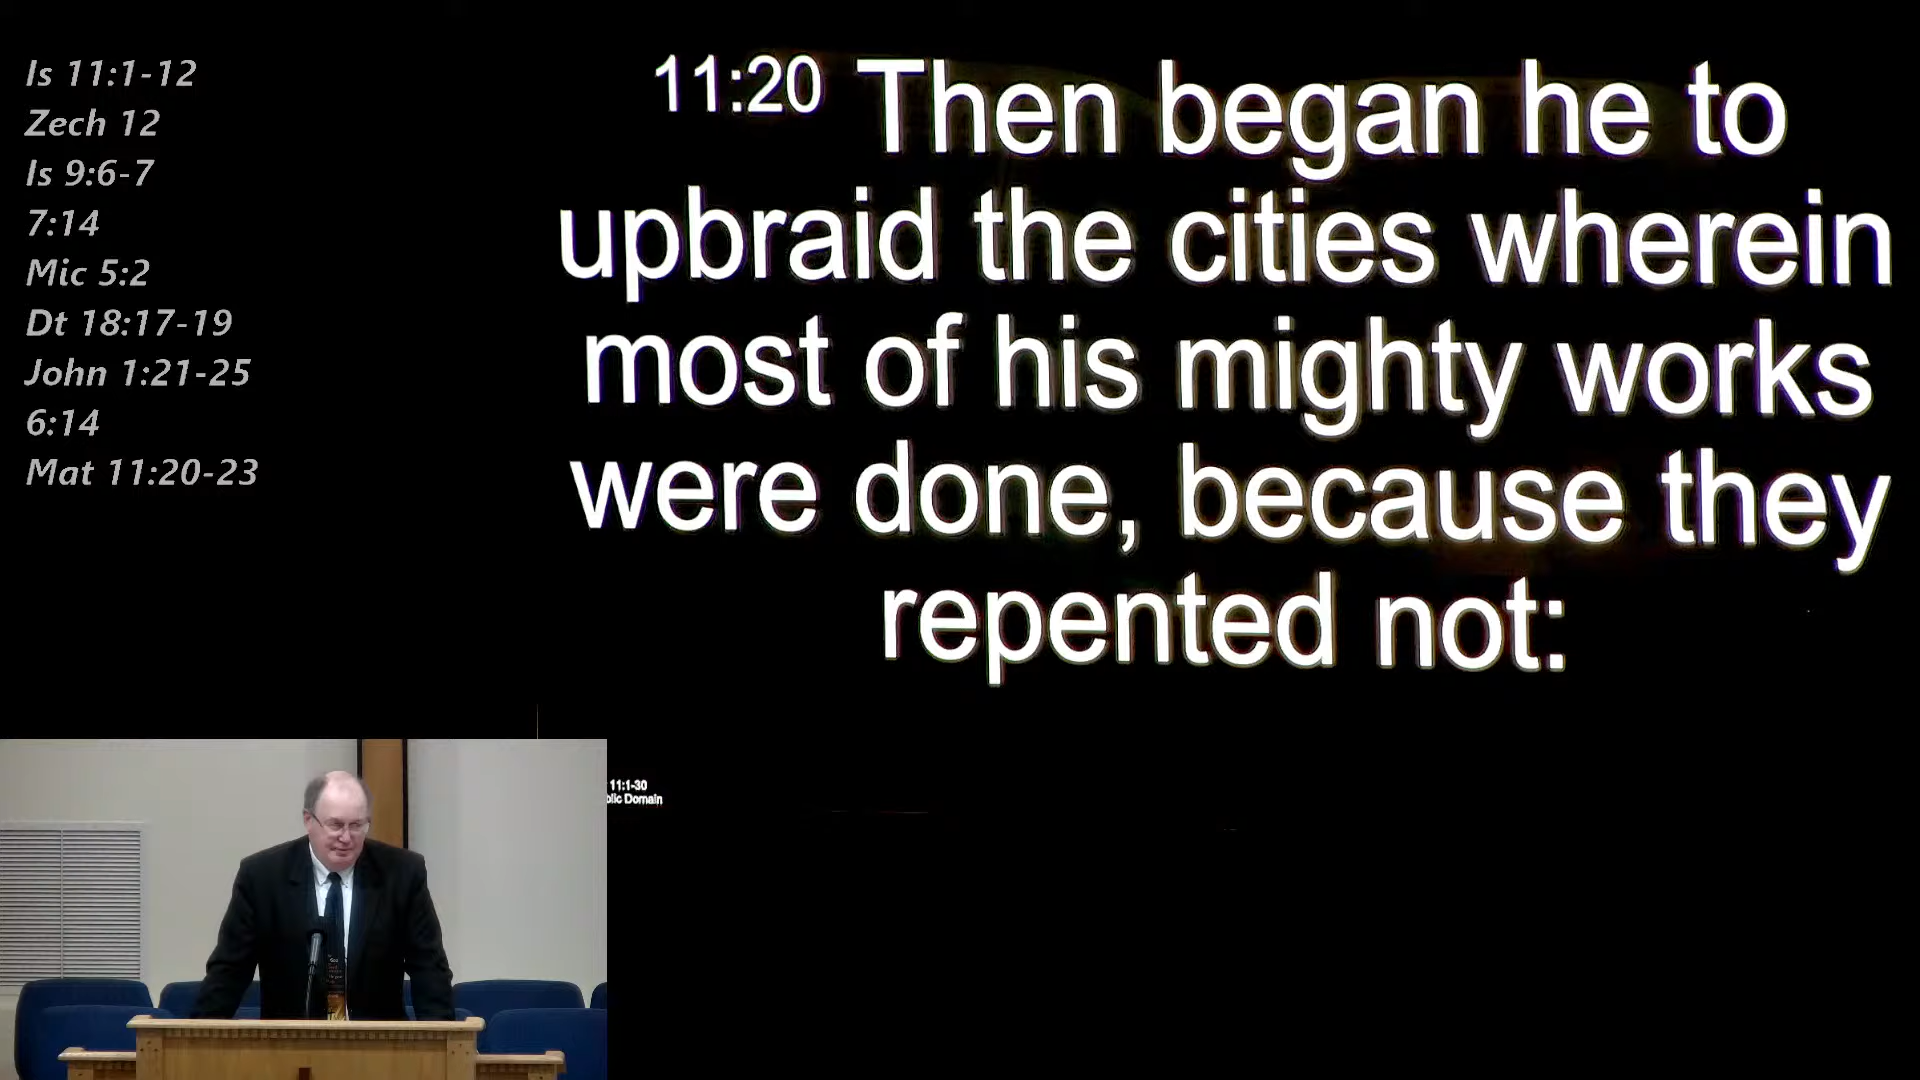 Is 11:1-12
Zech 12
Is 9:6-7
7:14
Mic 5:2
Dt 18:17-19
John 1:21-25
6:14
Mat 11:20-23
11:20 Then began he to
upbraid the cities wherein
most of his mighty works
were done, because they
repented not:
11:1-30
blic Domain